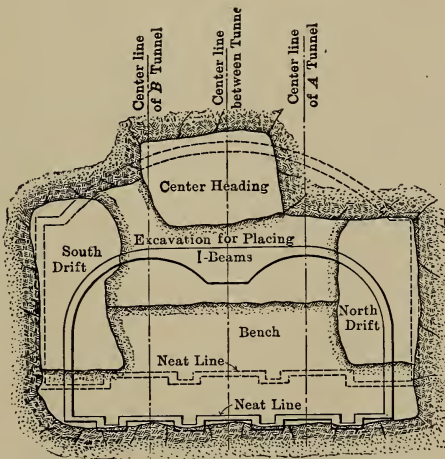 Center line
of B Tunnel
Center line
between Tunne
Center line
of A Tunnel
Center Heading
South
Drift
Excavation for Placing
I-Beams
North
Drift
Bench
Neat Line
Neat Line